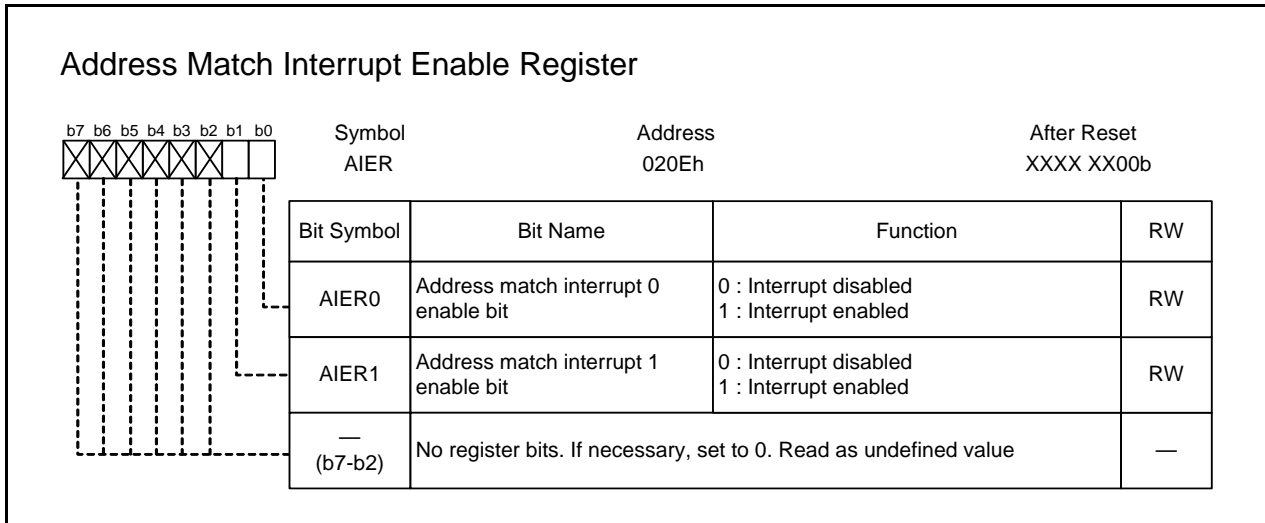 Address Match Interrupt Enable Register
b7 b6 b5 b4 b3 b2 b1 b0
Symbol Address After Reset
AIER 020Eh XXXX XX00b
Bit Symbol Bit Name Function RW
AIER0 Address match interrupt 0 enable bit 0 : Interrupt disabled RW
1 : Interrupt enabled
AIER1 Address match interrupt 1 enable bit 0 : Interrupt disabled RW
1 : Interrupt enabled
— (b7-b2) No register bits. If necessary, set to 0. Read as undefined value —